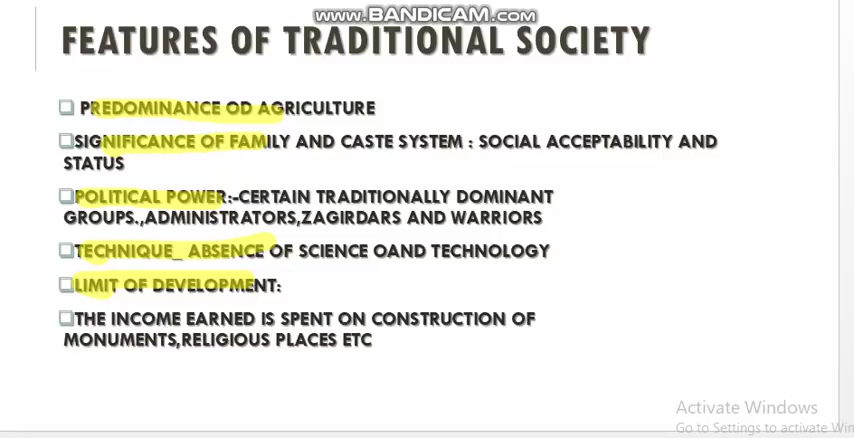 www.BANDICAM.com
FEATURES OF TRADITIONAL SOCIETY
PREDOMINANCE OD AGRICULTURE
SIGNIFICANCE OF FAMILY AND CASTE SYSTEM : SOCIAL ACCEPTABILITY AND
STATUS
POLITICAL POWER:-CERTAIN TRADITIONALLY DOMINANT
GROUPS.,ADMINISTRATORS,ZAGIRDARS AND WARRIORS
TECHNIQUE_ ABSENCE OF SCIENCE OAND TECHNOLOGY
LIMIT OF DEVELOPMENT:
THE INCOME EARNED IS SPENT ON CONSTRUCTION OF
MONUMENTS,RELIGIOUS PLACES ETC
Activate Windows
Go to Settings to activate Win